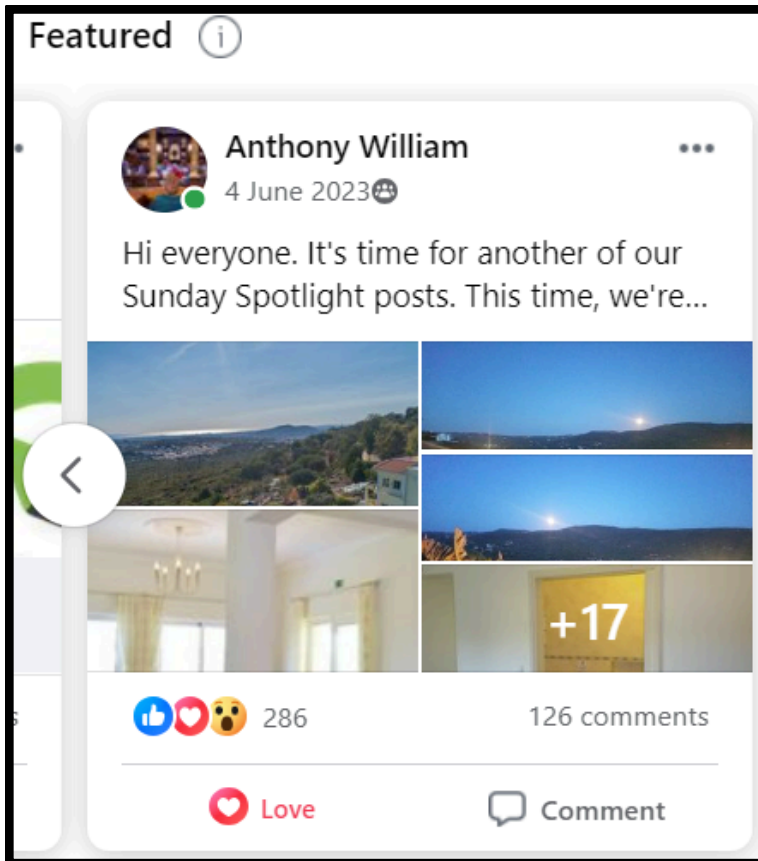 Featured
Anthony William
4 June 2023
Hi everyone. It's time for another of our
Sunday Spotlight posts. This time, we're...
+17
286
126 comments
Love
Comment